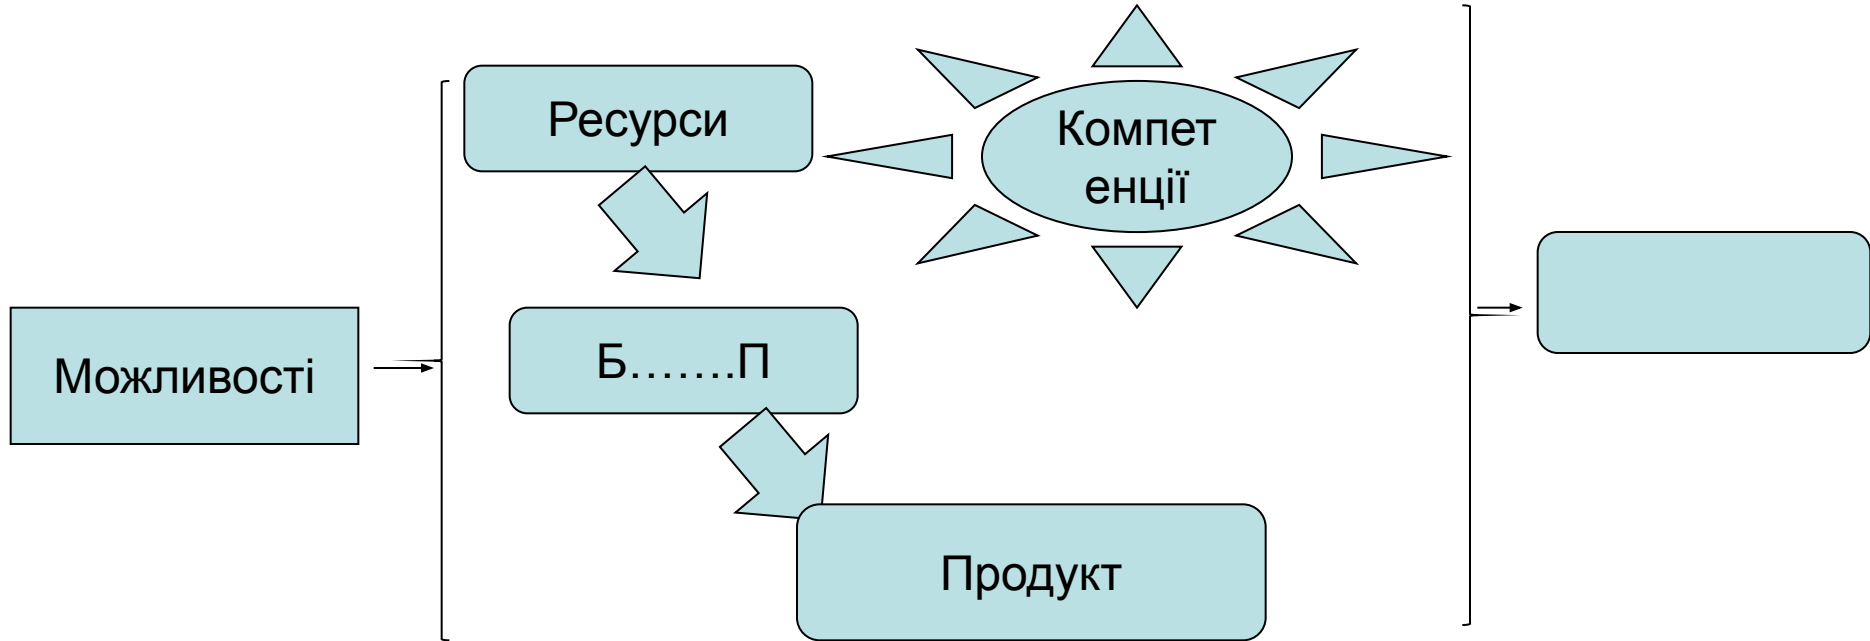 Ресурси
Компет
енції
Можливості
Б…….П
Продукт